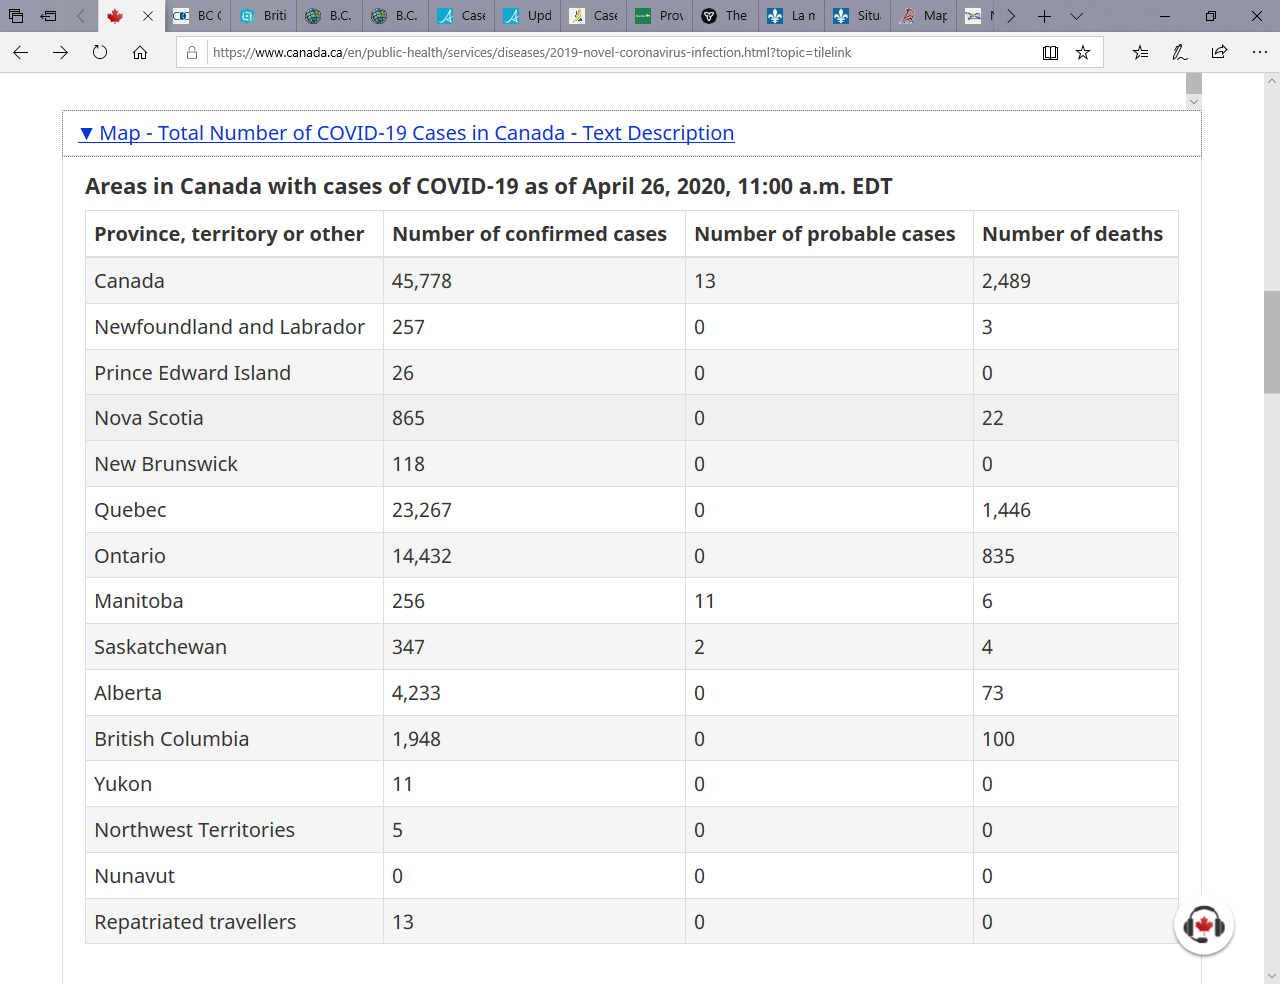 BC
Briti
B.C.
B.C.
Case
Upd
Case
Prov
The
La n
Situ
Map
https://www.canada.ca/en/public-health/services/diseases/2019-novel-coronavirus-infection.html?topic=tilelink
▼ Map - Total Number of COVID-19 Cases in Canada - Text Description
Areas in Canada with cases of COVID-19 as of April 26, 2020, 11:00 a.m. EDT
Province, territory or other Number of confirmed cases Number of probable cases Number of deaths
Canada 45,778 13 2,489
Newfoundland and Labrador 257 0 3
Prince Edward Island 26 0 0
Nova Scotia 865 0 22
New Brunswick 118 0 0
Quebec 23,267 0 1,446
Ontario 14,432 0 835
Manitoba 256 11 6
Saskatchewan 347 2 4
Alberta 4,233 0 73
British Columbia 1,948 0 100
Yukon 11 0 0
Northwest Territories 5 0 0
Nunavut 0 0 0
Repatriated travellers 13 0 0